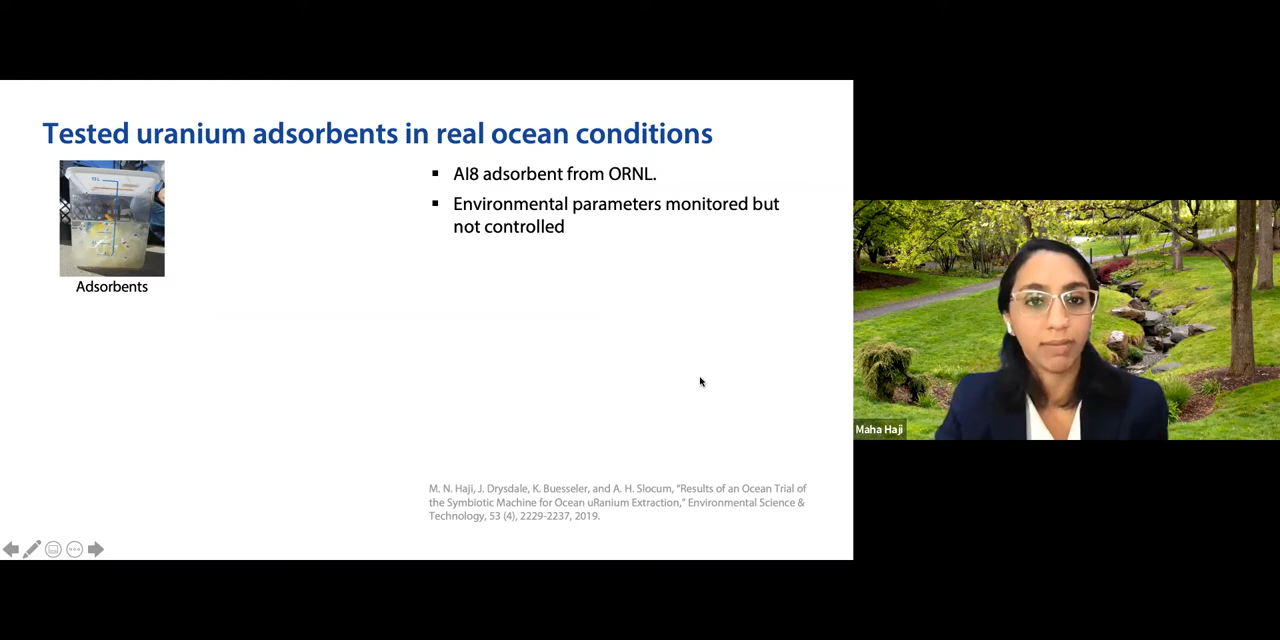 Tested uranium adsorbents in real ocean conditions
Adsorbents
▪ AI8 adsorbent from ORNL.
▪ Environmental parameters monitored but
not controlled
M. N. Haji, J. Drysdale, K. Buesseler, and A. H. Slocum, “Results of an Ocean Trial of
the Symbiotic Machine for Ocean uRanium Extraction,” Environmental Science &
Technology, 53 (4), 2229-2237, 2019.
Maha Haji